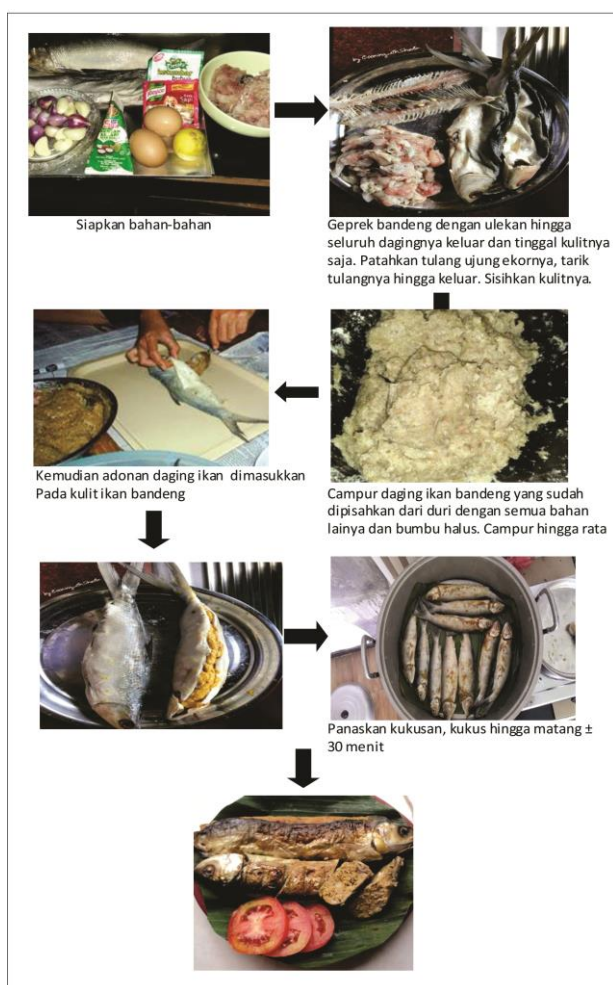 Siapkan bahan-bahan
Geprek bandeng dengan ulekan hingga
seluruh dagingnya keluar dan tinggal kulitnya
saja. Patahkan tulang ujung ekornya, tarik
tulangnya hingga keluar. Sisihkan kulitnya.
Campur daging ikan bandeng yang sudah
dipisahkan dari duri dengan semua bahan
lainya dan bumbu halus. Campur hingga rata
Kemudian adonan daging ikan dimasukkan
Pada kulit ikan bandeng
Panaskan kukusan, kukus hingga matang ±
30 menit